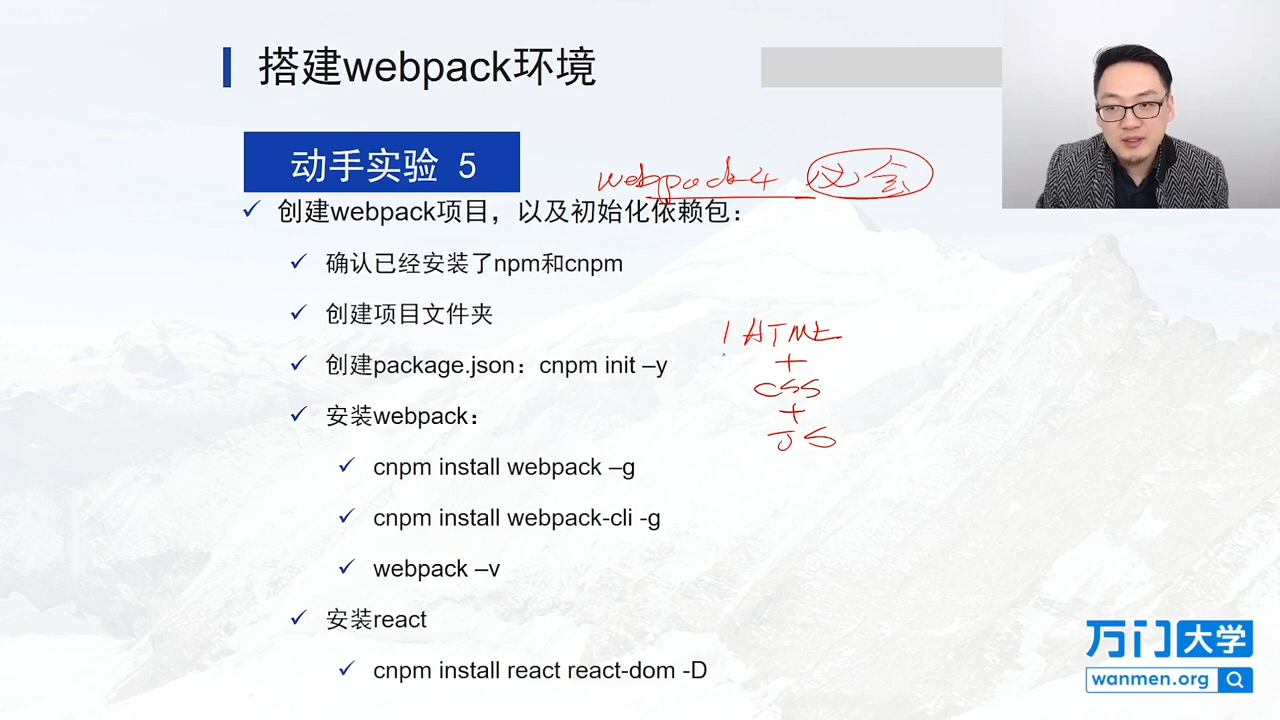 搭建webpack环境
动手实验 5
webpack4 必会
创建webpack项目，以及初始化依赖包：
确认已经安装了npm和cnpm
创建项目文件夹
1 HTML
+
创建package.json：cnpm init –y
CSS
+
安装webpack：
JS
cnpm install webpack –g
cnpm install webpack-cli -g
webpack –v
安装react
cnpm install react react-dom -D
万门大学
wanmen.org